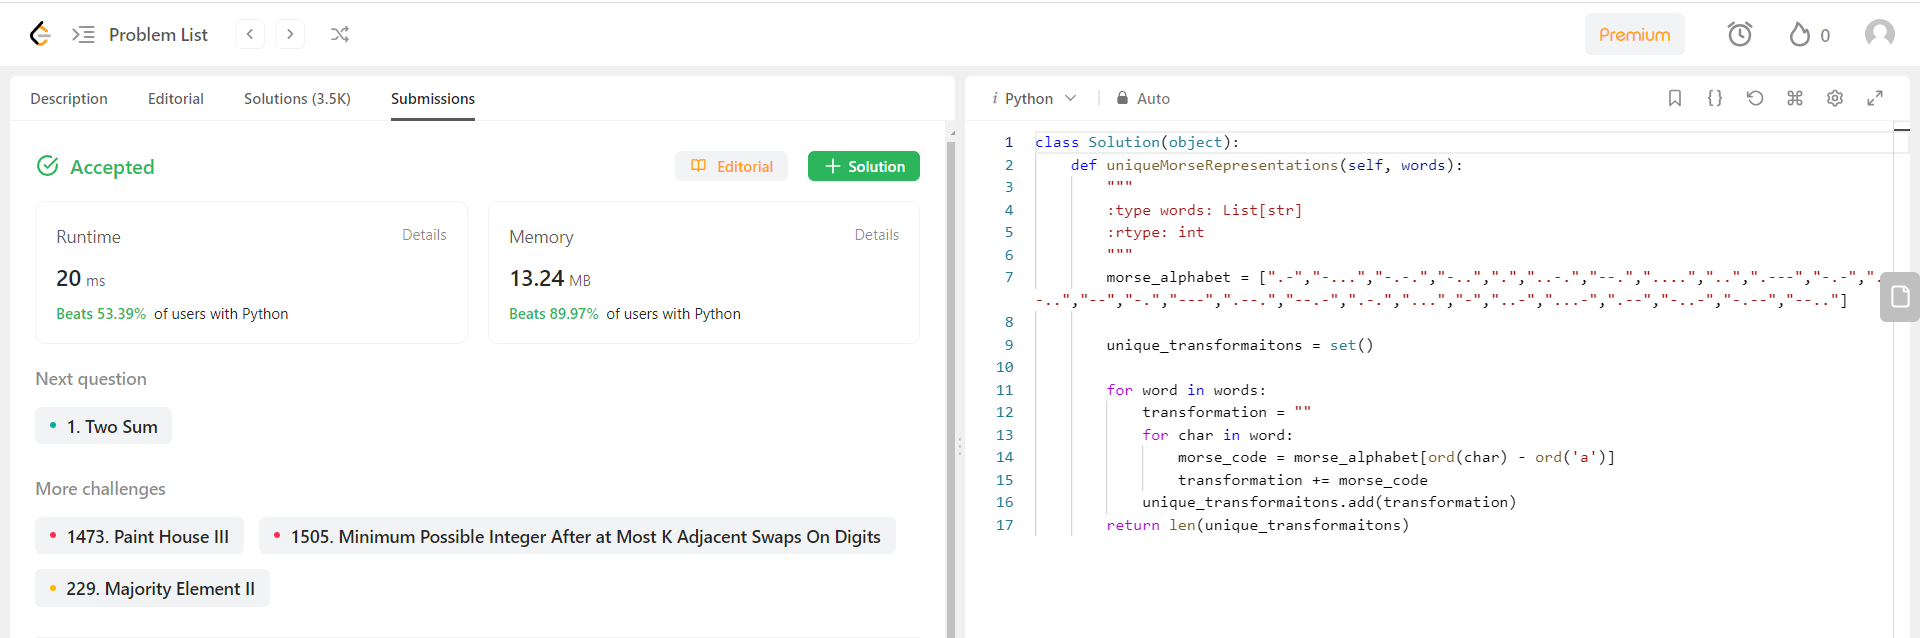 Problem List
Premium
0
Description Editorial Solutions (3.5K) Submissions
Accepted
Editorial
Solution
Runtime Details
20 ms
Beats 53.39% of users with Python
Memory Details
13.24 MB
Beats 89.97% of users with Python
Next question
1. Two Sum
More challenges
1473. Paint House III
1505. Minimum Possible Integer After at Most K Adjacent Swaps On Digits
229. Majority Element II
i Python Auto
{}
1 class Solution(object):
2 def uniqueMorseRepresentations(self, words):
3 """
4 :type words: List[str]
5 :rtype: int
6 """
7 morse_alphabet = [".-","-...","-.-.","-..",".","..-.","--.","....","..",".---","-.-",".
-..","--","-.","---",".--.","--.-",".-.","...","-","..-","...-",".--","-..-","-.--","--.."]
8
9 unique_transformaitons = set()
10
11 for word in words:
12 transformation = ""
13 for char in word:
14 morse_code = morse_alphabet[ord(char) - ord('a')]
15 transformation += morse_code
16 unique_transformaitons.add(transformation)
17 return len(unique_transformaitons)